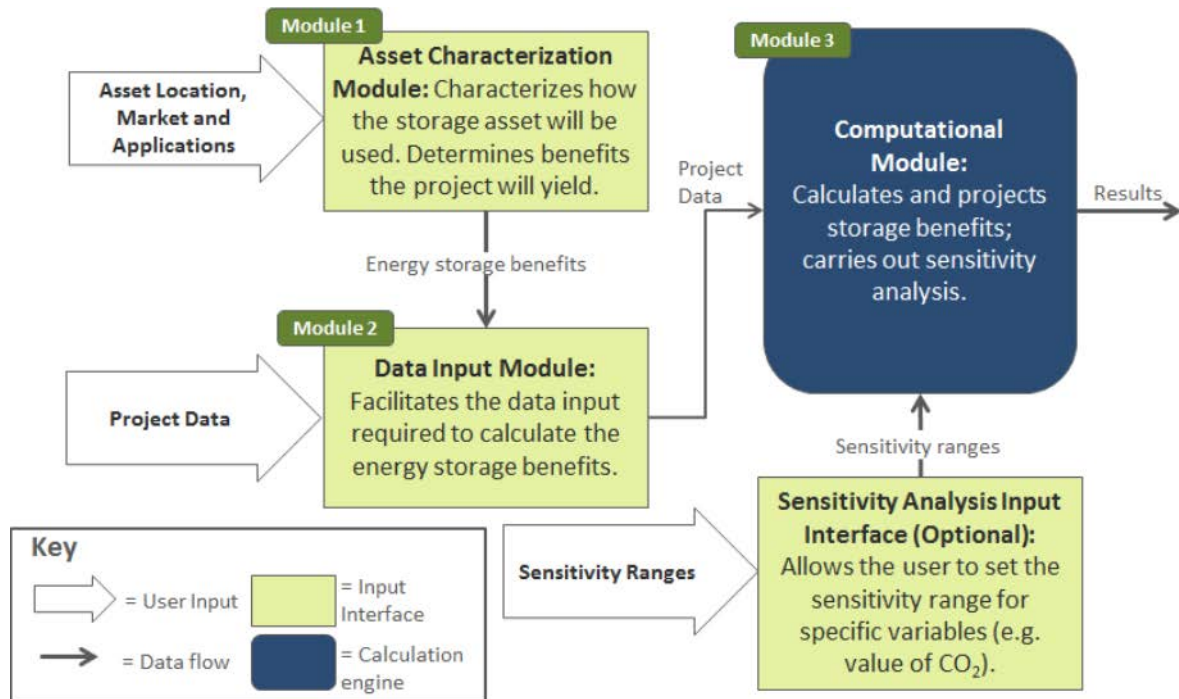 Module 1
Asset Characterization
Module: Characterizes how
the storage asset will be
used. Determines benefits
the project will yield.
Asset Location,
Market and
Applications
Energy storage benefits
Module 2
Data Input Module:
Facilitates the data input
required to calculate the
energy storage benefits.
Project Data
Project
Data
Module 3
Computational
Module:
Calculates and projects
storage benefits;
carries out sensitivity
analysis.
Results
Sensitivity ranges
Sensitivity Analysis Input
Interface (Optional):
Allows the user to set the
sensitivity range for
specific variables (e.g.
value of CO₂).
Sensitivity Ranges
Key
= User Input
= Input
Interface
= Data flow
= Calculation
engine